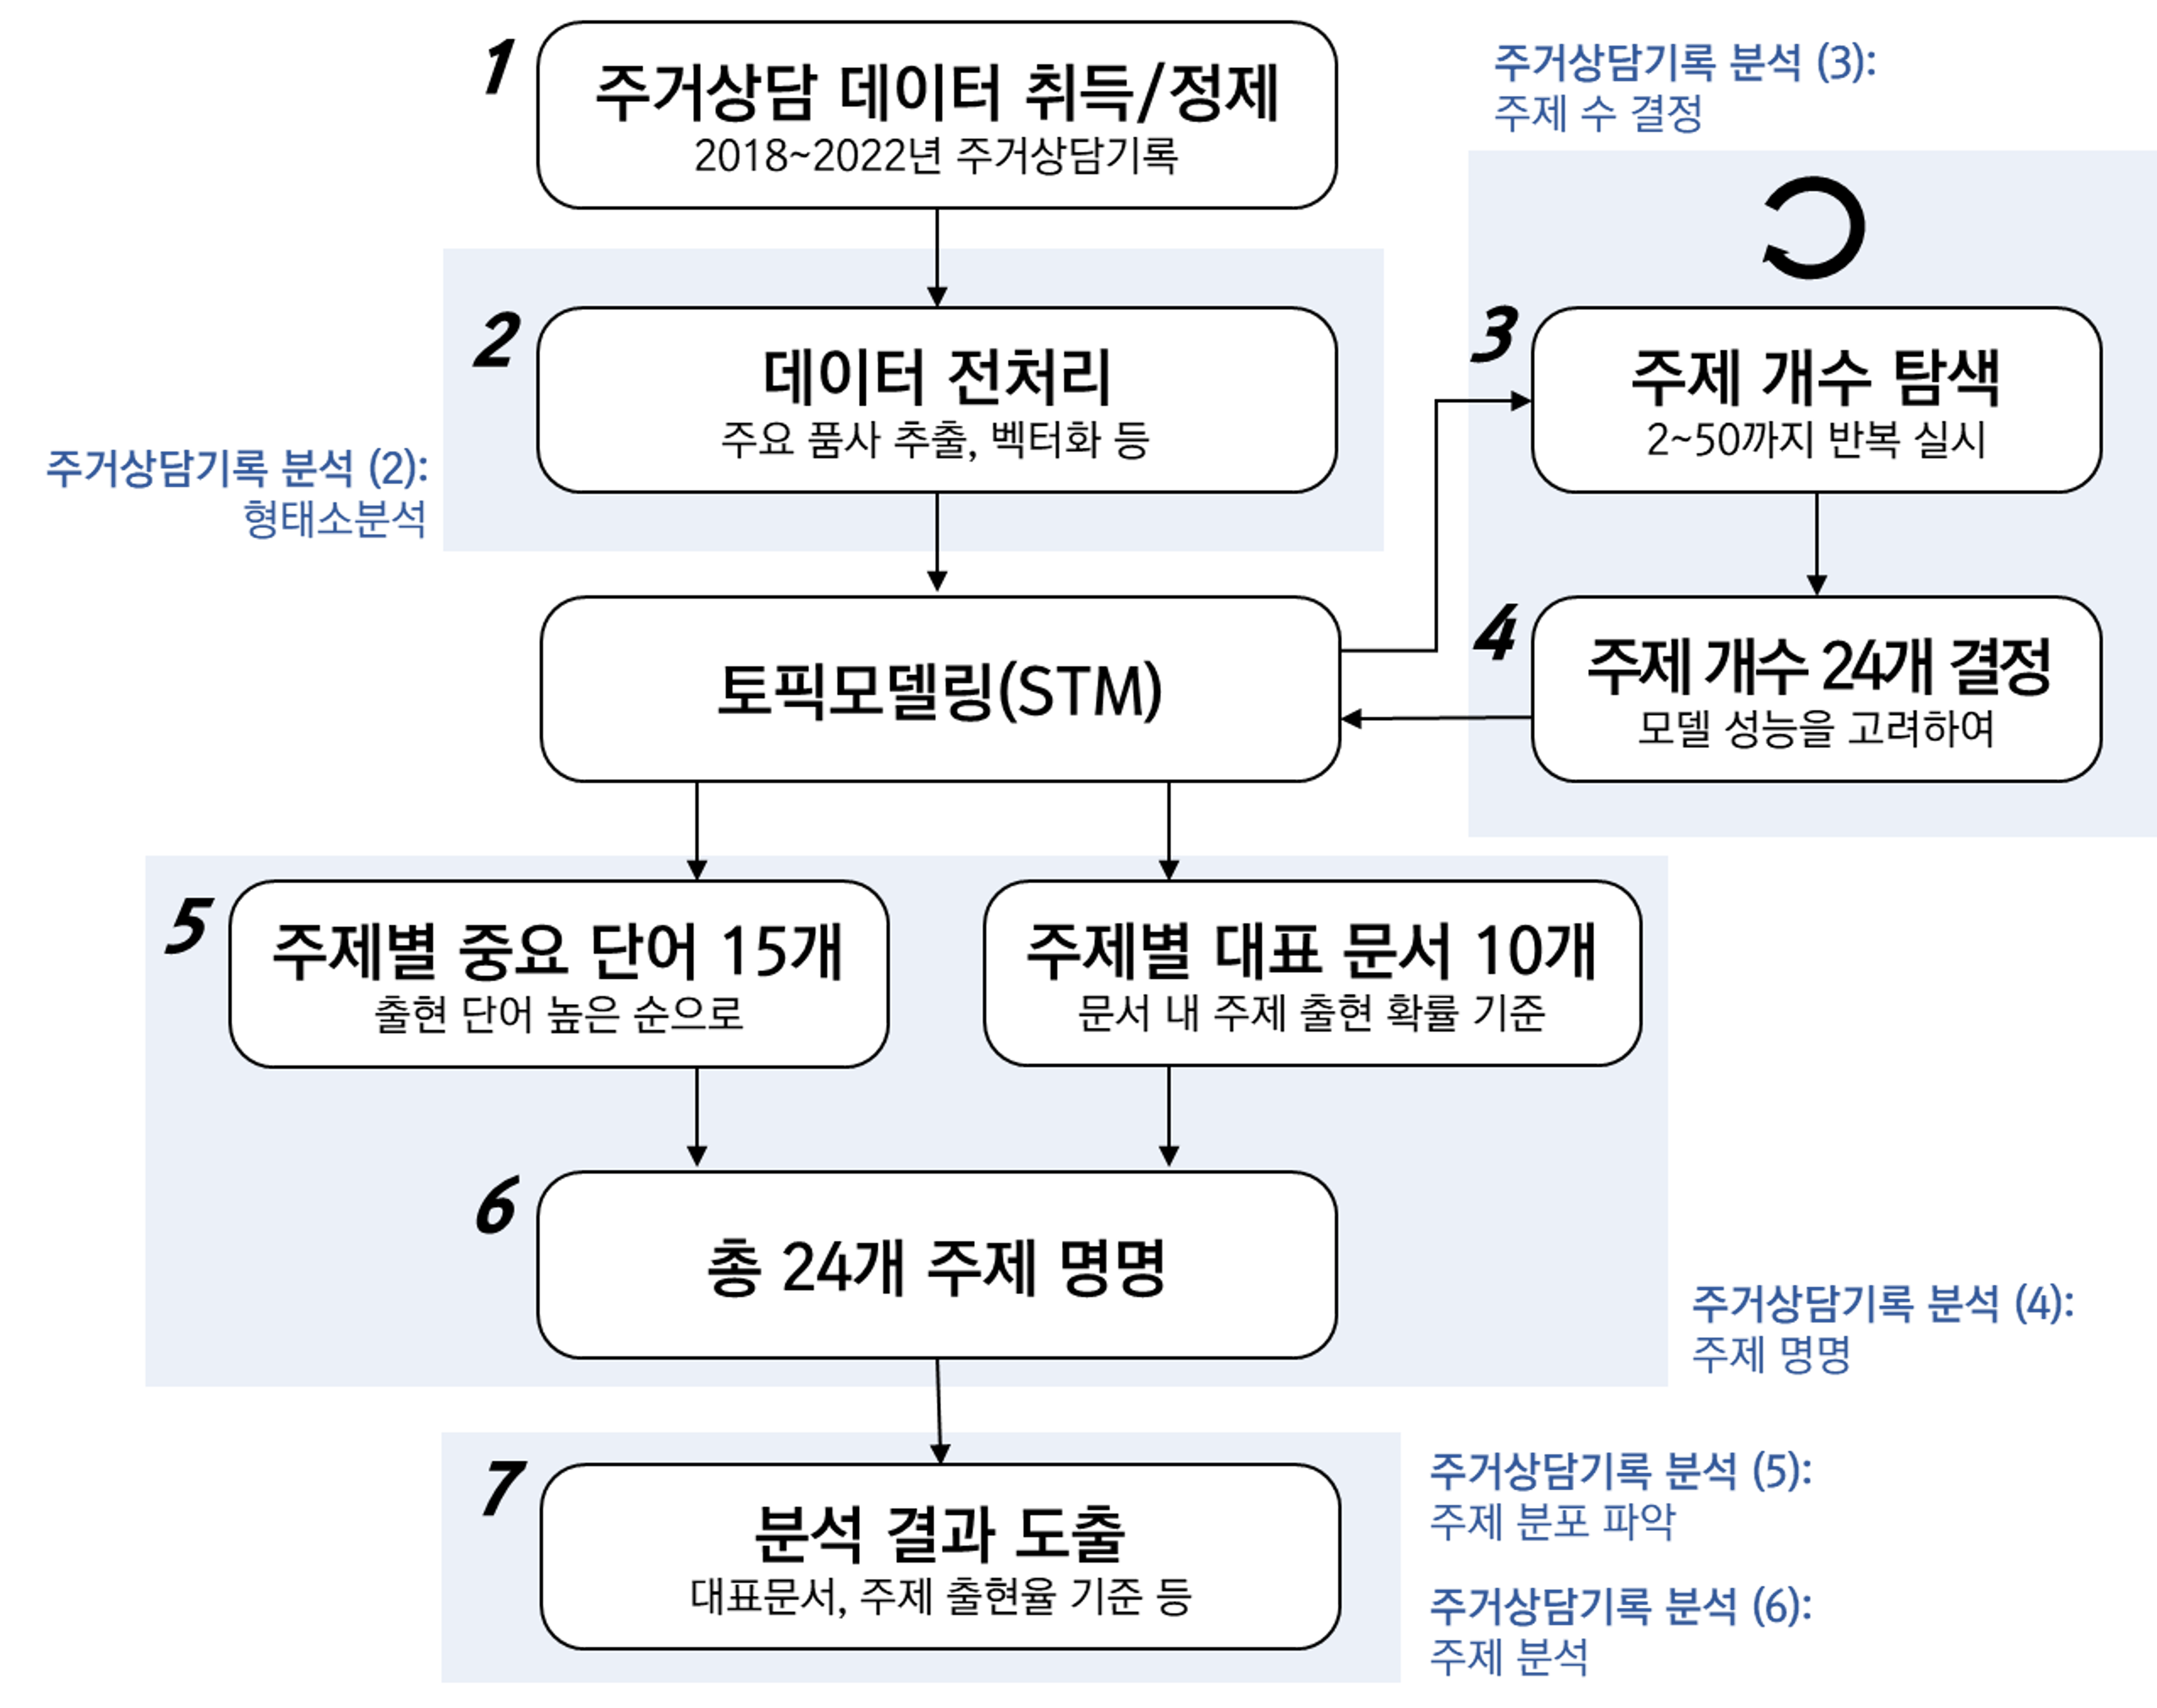 1
주거상담 데이터 취득/정제
2018~2022년 주거상담기록
주거상담기록 분석 (3):
주제 수 결정
2
데이터 전처리
주요 품사 추출, 벡터화 등
주거상담기록 분석 (2):
형태소분석
3
주제 개수 탐색
2~50까지 반복 실시
토픽모델링(STM)
4
주제 개수 24개 결정
모델 성능을 고려하여
5
주제별 중요 단어 15개
출현 단어 높은 순으로
주제별 대표 문서 10개
문서 내 주제 출현 확률 기준
6
총 24개 주제 명명
주거상담기록 분석 (4):
주제 명명
7
분석 결과 도출
대표문서, 주제 출현율 기준 등
주거상담기록 분석 (5):
주제 분포 파악
주거상담기록 분석 (6):
주제 분석